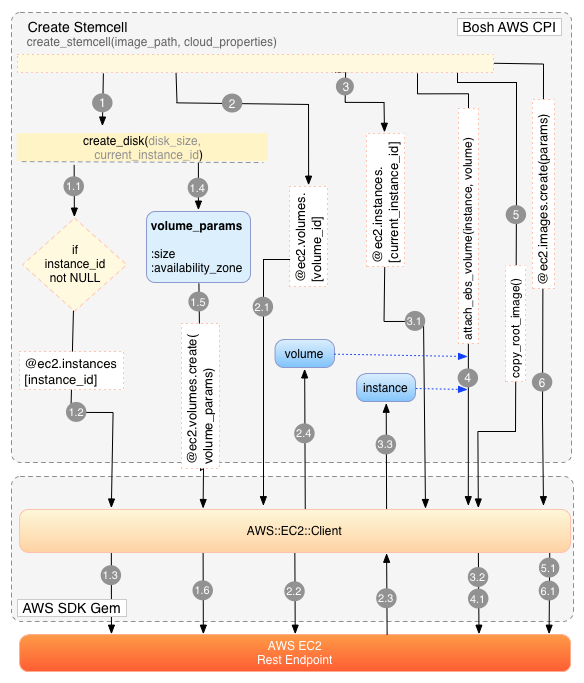 Create Stemcell
Bosh AWS CPI
create_stemcell(image_path, cloud_properties)
1
2
3
create_disk(disk_size,
current_instance_id)
1.1
1.4
5
if
instance_id
not NULL
volume_params
:size
:availability_zone
@ec2.volumes.
[volume_id]
@ec2.instances.
[current_instance_id]
attach_ebs_volume(instance, volume)
copy_root_image()
@ec2.images.create(params)
1.5
2.1
3.1
@ec2.instances
[instance_id]
@ec2.volumes.create(
volume_params)
volume
instance
4
6
1.2
2.4
3.3
AWS::EC2::Client
1.3
1.6
2.2
2.3
3.2
4.1
5.1
6.1
AWS SDK Gem
AWS EC2
Rest Endpoint